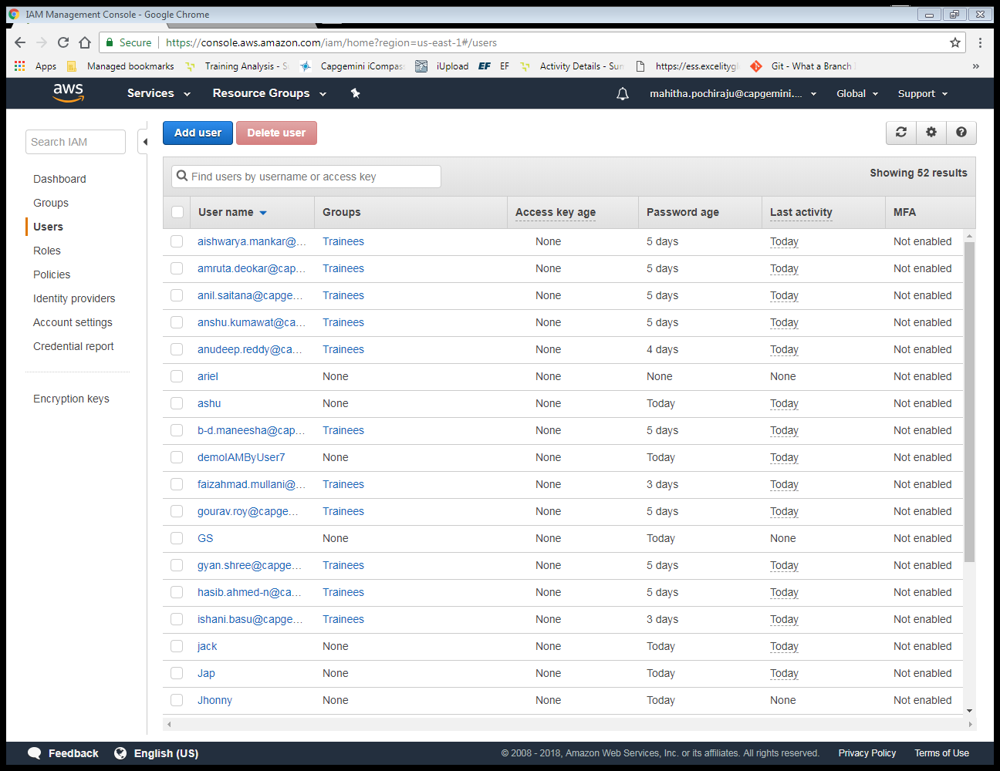 IAM Management Console - Google Chrome
Secure https://console.aws.amazon.com/iam/home?region=us-east-1#/users
Apps Managed bookmarks Training Analysis - S Capgemini iCompas iUpload EF EF Activity Details - Sun https://ess.excelityglo Git - What a Branch
aws Services Resource Groups mahitha.pochiraju@capgemini.... Global Support
Search IAM
Dashboard
Groups
Users
Roles
Policies
Identity providers
Account settings
Credential report
Encryption keys
Add user Delete user
Find users by username or access key Showing 52 results
User name Groups Access key age Password age Last activity MFA
aishwarya.mankar@... Trainees None 5 days Today Not enabled
amruta.deokar@cap... Trainees None 5 days Today Not enabled
anil.saitana@capge... Trainees None 5 days Today Not enabled
anshu.kumawat@ca... Trainees None 5 days Today Not enabled
anudeep.reddy@ca... Trainees None 4 days Today Not enabled
ariel None None None None Not enabled
ashu None None Today Today Not enabled
b-d.maneesha@cap... Trainees None 5 days Today Not enabled
demoIAMByUser7 None None Today Today Not enabled
faizahmad.mullani@... Trainees None 3 days Today Not enabled
gourav.roy@capge... Trainees None 5 days Today Not enabled
GS None None Today None Not enabled
gyan.shree@capge... Trainees None 5 days Today Not enabled
hasib.ahmed-n@ca... Trainees None 5 days Today Not enabled
ishani.basu@capge... Trainees None 3 days Today Not enabled
jack None None Today Today Not enabled
Jap None None Today Today Not enabled
Jhonny None None Today None Not enabled
Feedback English (US) © 2008 - 2018, Amazon Web Services, Inc. or its affiliates. All rights reserved. Privacy Policy Terms of Use